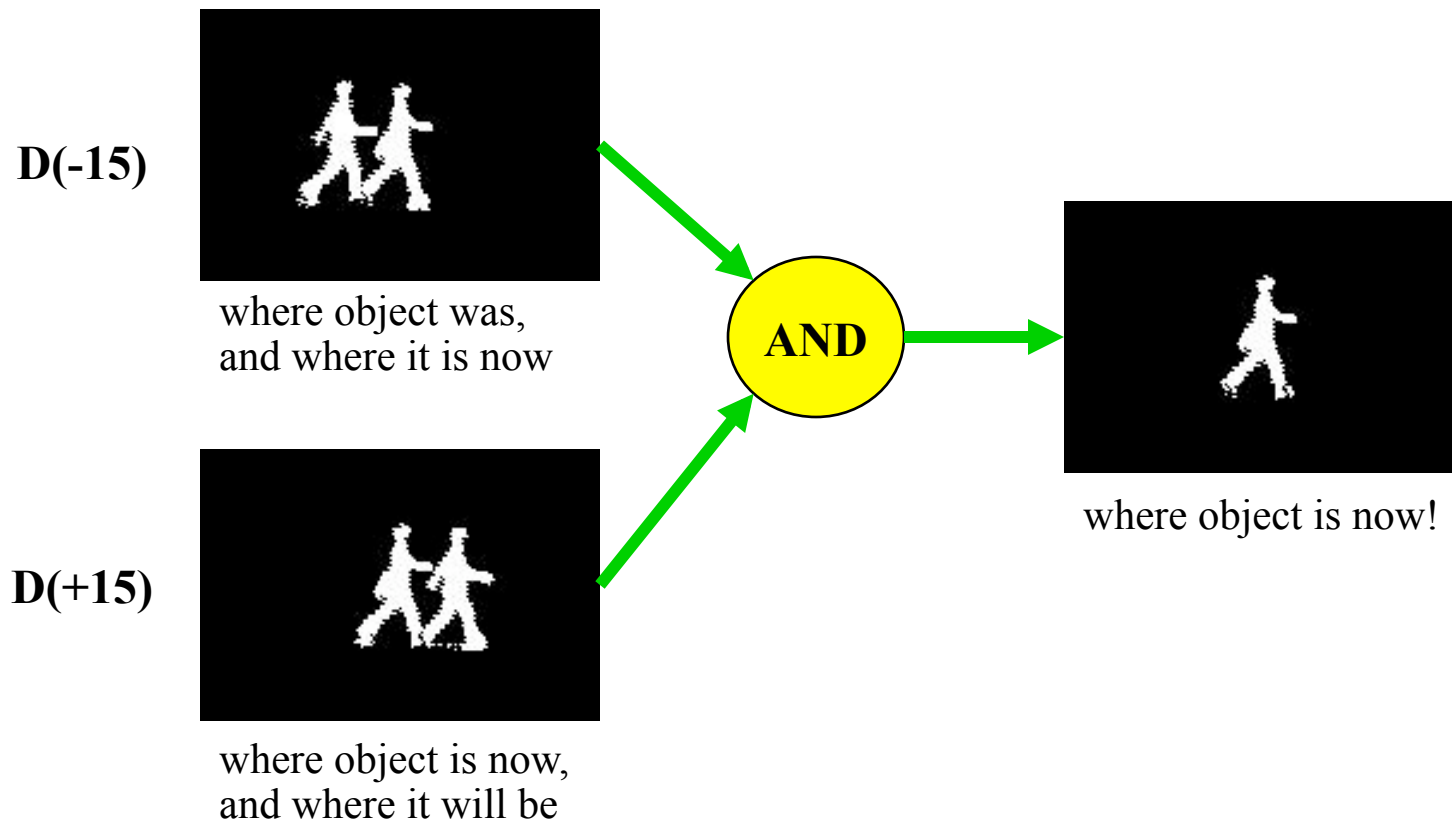 D(-15)
where object was,
and where it is now
AND
where object is now!
D(+15)
where object is now,
and where it will be